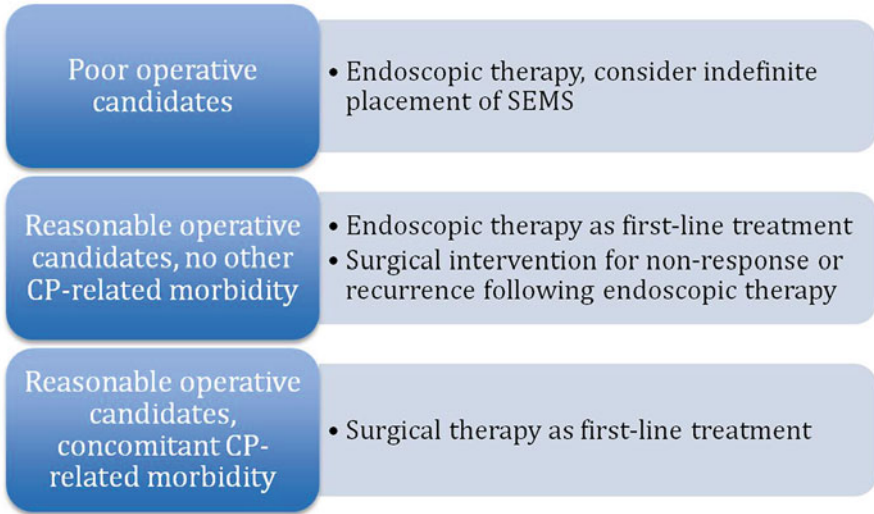 Poor operative
candidates
• Endoscopic therapy, consider indefinite
placement of SEMS
Reasonable operative
candidates, no other
CP-related morbidity
• Endoscopic therapy as first-line treatment
• Surgical intervention for non-response or
recurrence following endoscopic therapy
Reasonable operative
candidates,
concomitant CP-
related morbidity
• Surgical therapy as first-line treatment